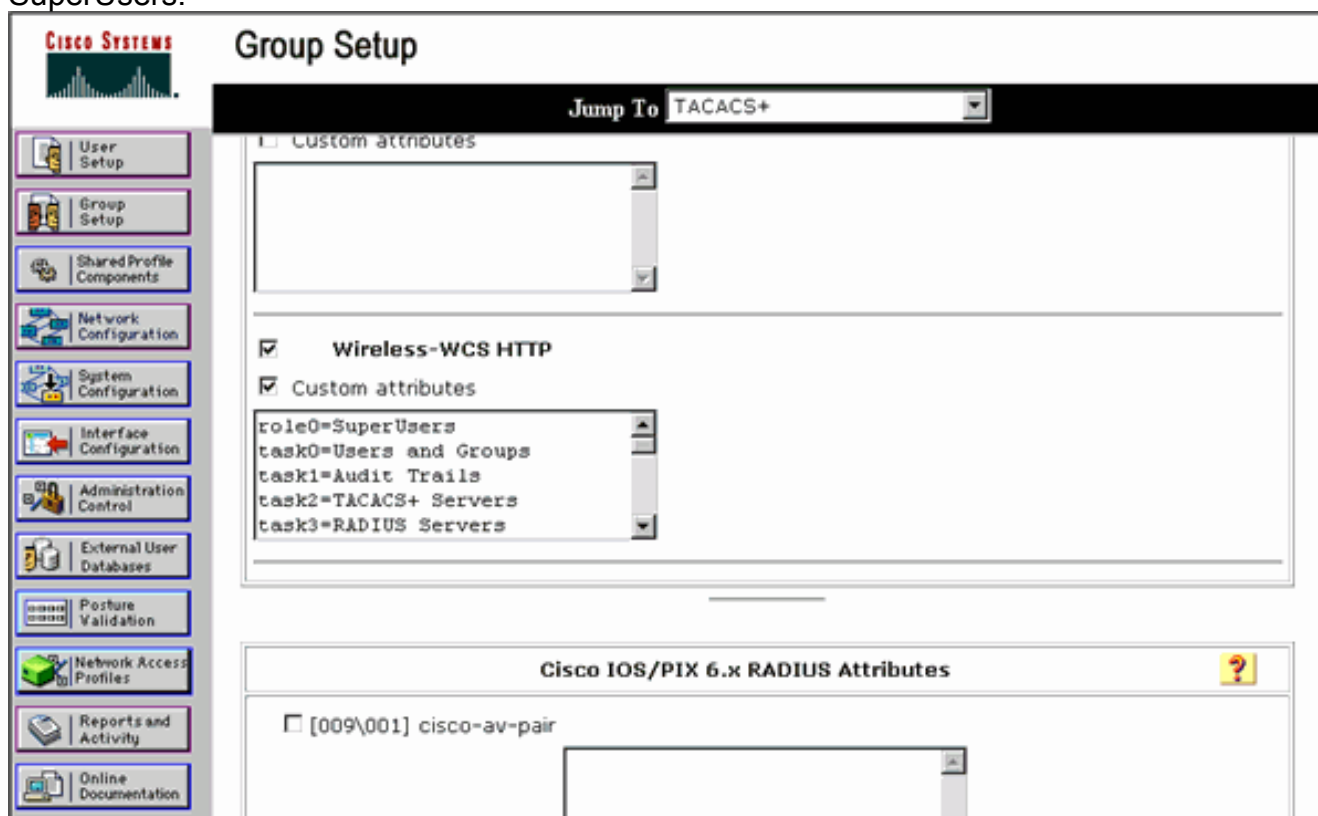 SuperUsers.
CISCO SYSTEMS
Group Setup
Jump To TACACS+
User
Setup
Group
Setup
Shared Profile
Components
Network
Configuration
System
Configuration
Interface
Configuration
Administration
Control
External User
Databases
Posture
Validation
Network Access
Profiles
Reports and
Activity
Online
Documentation
Custom attributes
Wireless-WCS HTTP
Custom attributes
role0=SuperUsers
task0=Users and Groups
task1=Audit Trails
task2=TACACS+ Servers
task3=RADIUS Servers
Cisco IOS/PIX 6.x RADIUS Attributes
?
[009\001] cisco-av-pair